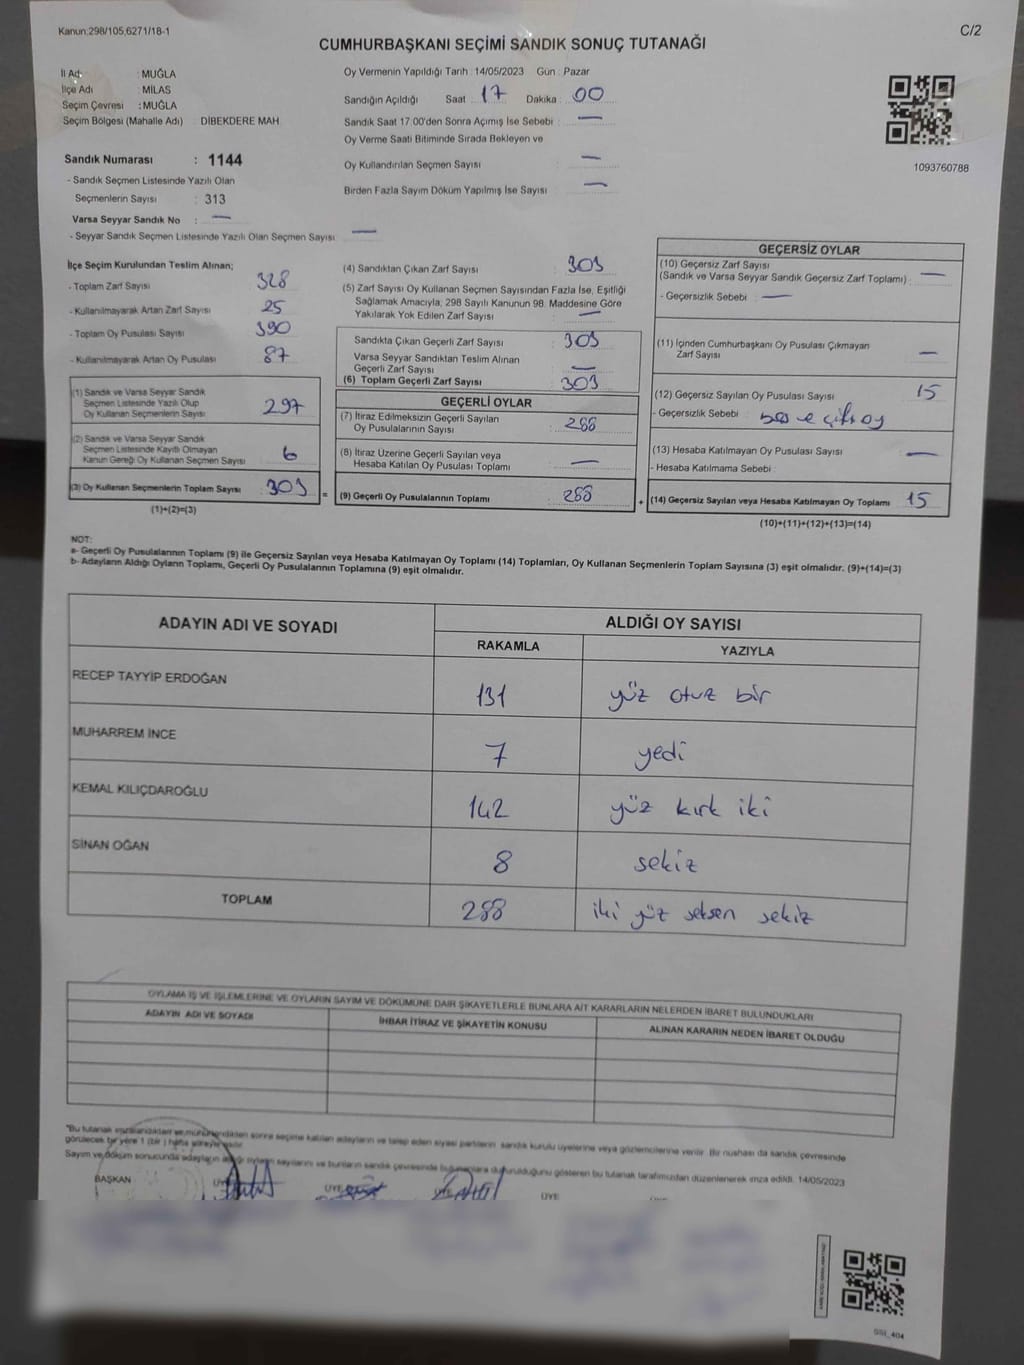 Kanun:298/105,6271/18-1
C/2
CUMHURBAŞKANI SEÇİMİ SANDIK SONUÇ TUTANAĞI
İl Adı : MUĞLA
İlçe Adı MİLAS
Seçim Çevresi : MUĞLA
Seçim Bölgesi (Mahalle Adı) DİBEKDERE MAH
Sandık Numarası : 1144
- Sandık Seçmen Listesinde Yazılı Olan
Seçmenlerin Sayısı : 313
Varsa Seyyar Sandık No : —
- Seyyar Sandık Seçmen Listesinde Yazılı Olan Seçmen Sayısı —
Oy Vermenin Yapıldığı Tarih : 14/05/2023 Gün : Pazar
Sandığın Açıldığı Saat 17 Dakika : 00
Sandık Saat 17.00'den Sonra Açımış İse Sebebi : —
Oy Verme Saati Bitiminde Sırada Bekleyen ve
Oy Kullandırılan Seçmen Sayısı —
Birden Fazla Sayım Döküm Yapılmış İse Sayısı —
1093760788
İlçe Seçim Kurulundan Teslim Alınan;
- Toplam Zarf Sayısı 328
- Kullanılmayarak Artan Zarf Sayısı 25
- Toplam Oy Pusulası Sayısı 390
- Kullanılmayarak Artan Oy Pusulası 87
(1) Sandık ve Varsa Seyyar Sandık
Seçmen Listesinde Yazılı Olup
Oy Kullanan Seçmenlerin Sayısı 297
(2) Sandık ve Varsa Seyyar Sandık
Seçmen Listesinde Kayıtlı Olmayan
Kanun Gereği Oy Kullanan Seçmen Sayısı 6
(3) Oy Kullanan Seçmenlerin Toplam Sayısı 303
(1)+(2)=(3)
(4) Sandıktan Çıkan Zarf Sayısı 303
(5) Zarf Sayısı Oy Kullanan Seçmen Sayısından Fazla İse, Eşitliği
Sağlamak Amacıyla, 298 Sayılı Kanunun 98. Maddesine Göre
Yakılarak Yok Edilen Zarf Sayısı : —
Sandıkta Çıkan Geçerli Zarf Sayısı : 303
Varsa Seyyar Sandıktan Teslim Alınan
Geçerli Zarf Sayısı —
(6) Toplam Geçerli Zarf Sayısı 303
GEÇERLİ OYLAR
(7) İtiraz Edilmeksizin Geçerli Sayılan
Oy Pusulalarının Sayısı : 288
(8) İtiraz Üzerine Geçerli Sayılan veya
Hesaba Katılan Oy Pusulası Toplamı : —
= (9) Geçerli Oy Pusulalarının Toplamı : 288
GEÇERSİZ OYLAR
(10) Geçersiz Zarf Sayısı
(Sandık ve Varsa Seyyar Sandık Geçersiz Zarf Toplamı) : —
- Geçersizlik Sebebi : —
(11) İçinden Cumhurbaşkanı Oy Pusulası Çıkmayan
Zarf Sayısı —
(12) Geçersiz Sayılan Oy Pusulası Sayısı 15
- Geçersizlik Sebebi : boş ve çift oy
(13) Hesaba Katılmayan Oy Pusulası Sayısı —
- Hesaba Katılmama Sebebi :
+ (14) Geçersiz Sayılan veya Hesaba Katılmayan Oy Toplamı 15
(10)+(11)+(12)+(13)=(14)
NOT:
a- Geçerli Oy Pusulalarının Toplamı (9) ile Geçersiz Sayılan veya Hesaba Katılmayan Oy Toplamı (14) Toplamları, Oy Kullanan Seçmenlerin Toplam Sayısına (3) eşit olmalıdır. (9)+(14)=(3)
b- Adayların Aldığı Oyların Toplamı, Geçerli Oy Pusulalarının Toplamına (9) eşit olmalıdır.
ADAYIN ADI VE SOYADI ALDIĞI OY SAYISI
RAKAMLA YAZIYLA
RECEP TAYYİP ERDOĞAN 131 yüz otuz bir
MUHARREM İNCE 7 yedi
KEMAL KILIÇDAROĞLU 142 yüz kırk iki
SİNAN OĞAN 8 sekiz
TOPLAM 288 iki yüz seksen sekiz
OYLAMA İŞ VE İŞLEMLERİNE VE OYLARIN SAYIM VE DÖKÜMÜNE DAİR ŞİKAYETLERLE BUNLARA AİT KARARLARIN NELERDEN İBARET BULUNDUKLARI
ADAYIN ADI VE SOYADI İHBAR İTİRAZ VE ŞİKAYETİN KONUSU ALINAN KARARIN NEDEN İBARET OLDUĞU
"Bu tutanak imzalandıktan ve mühürlendikten sonra seçime katılan adayların ve talep eden siyasi partilerin sandık kurulu üyelerine veya gözlemcilerine verilir. Bir nüshası da sandık çevresinde
görülecek bir yere 1 (bir) hafta süreyle asılır.
Sayım ve döküm sonucunda adayların aldığı oyların sayılarını ve bunların sandık çevresinde bulunanlara duyurulduğunu gösteren bu tutanak tarafımızdan düzenlenerek imza edildi. 14/05/2023
BAŞKAN ÜYE ÜYE ÜYE